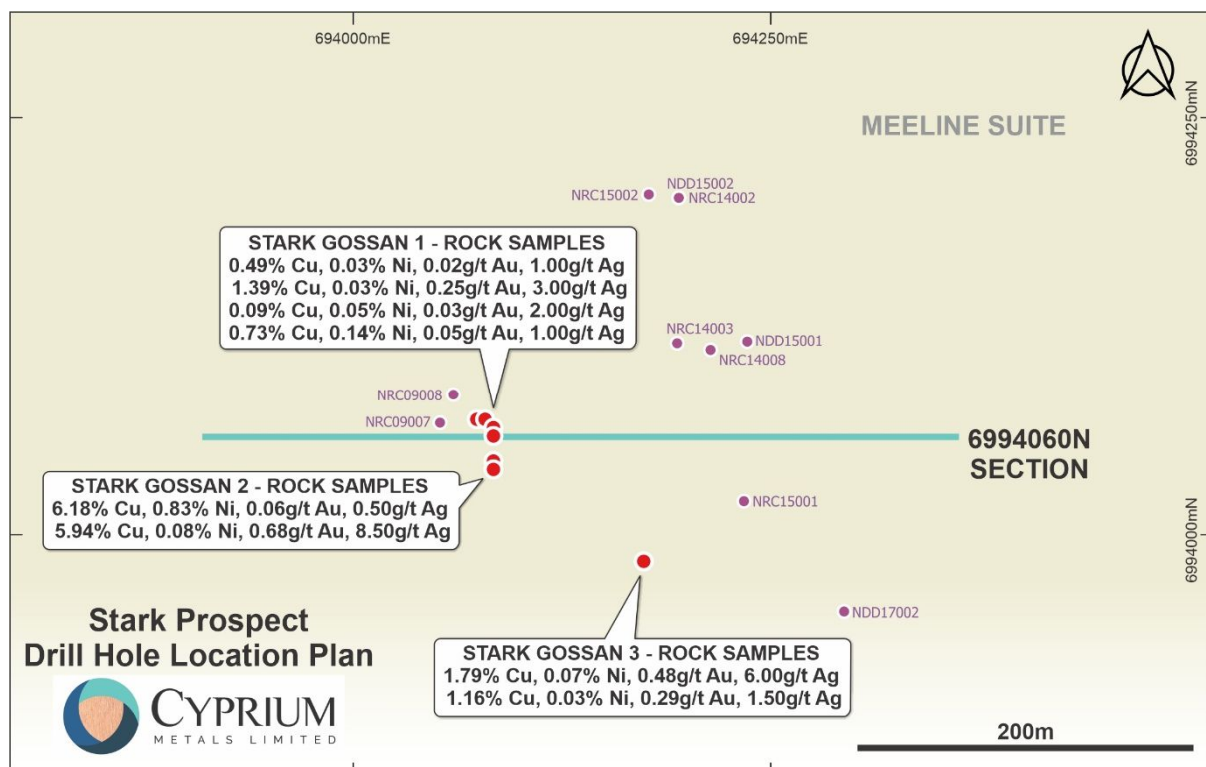 694000mE
694250mE
6994250mN
MEELINE SUITE
NDD15002
NRC15002
NRC14002
STARK GOSSAN 1 - ROCK SAMPLES
0.49% Cu, 0.03% Ni, 0.02g/t Au, 1.00g/t Ag
1.39% Cu, 0.03% Ni, 0.25g/t Au, 3.00g/t Ag
0.09% Cu, 0.05% Ni, 0.03g/t Au, 2.00g/t Ag
0.73% Cu, 0.14% Ni, 0.05g/t Au, 1.00g/t Ag
NRC14003
NDD15001
NRC14008
NRC09008
NRC09007
6994060N
SECTION
STARK GOSSAN 2 - ROCK SAMPLES
6.18% Cu, 0.83% Ni, 0.06g/t Au, 0.50g/t Ag
5.94% Cu, 0.08% Ni, 0.68g/t Au, 8.50g/t Ag
NRC15001
6994000mN
NDD17002
Stark Prospect
Drill Hole Location Plan
STARK GOSSAN 3 - ROCK SAMPLES
1.79% Cu, 0.07% Ni, 0.48g/t Au, 6.00g/t Ag
1.16% Cu, 0.03% Ni, 0.29g/t Au, 1.50g/t Ag
CYPRIUM
METALS LIMITED
200m